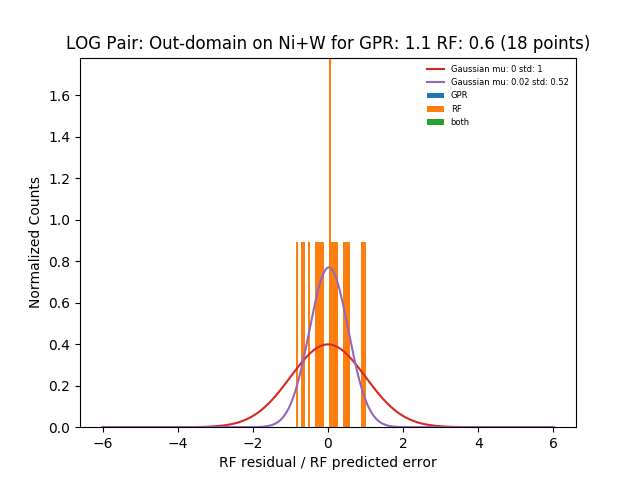 LOG Pair: Out-domain on Ni+W for GPR: 1.1 RF: 0.6 (18 points)
Gaussian mu: 0 std: 1
Gaussian mu: 0.02 std: 0.52
GPR
RF
both
Normalized Counts
1.6
1.4
1.2
1.0
0.8
0.6
0.4
0.2
0.0
−6 −4 −2 0 2 4 6
RF residual / RF predicted error